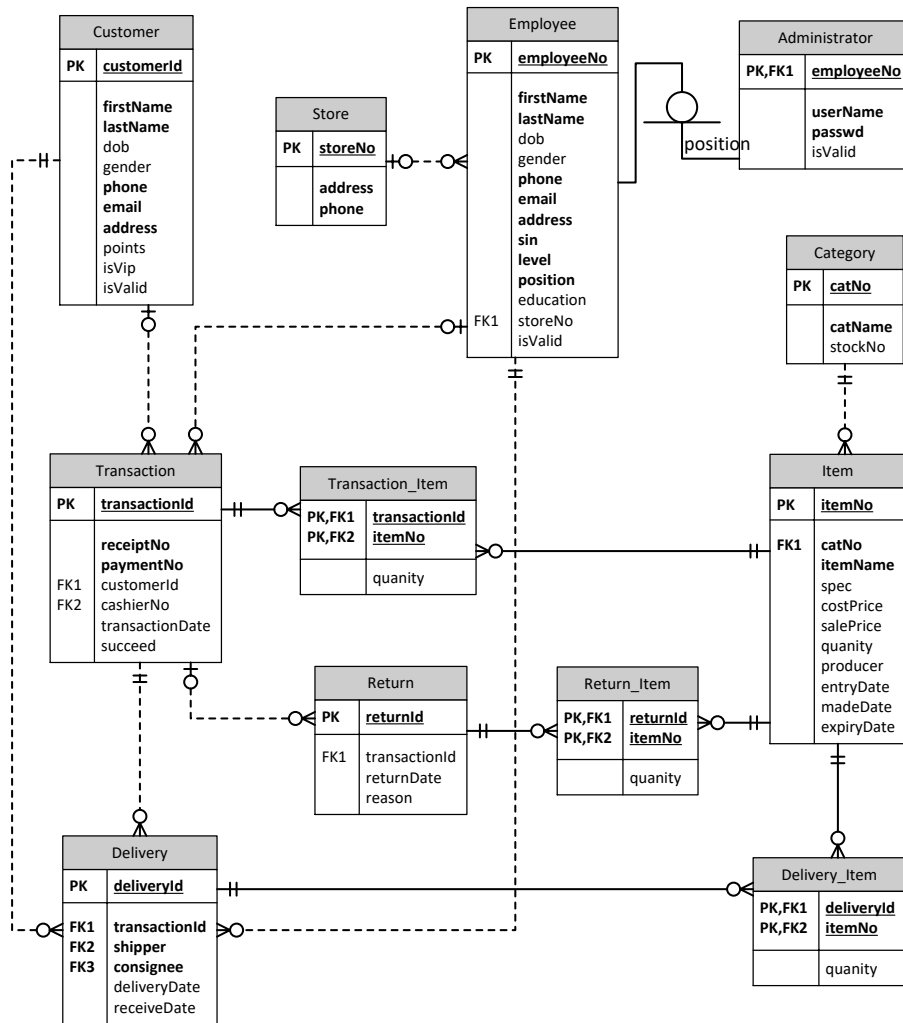 Customer
PK customerId
firstName
lastName
dob
gender
phone
email
address
points
isVip
isValid
Store
PK storeNo
address
phone
Employee
PK employeeNo
firstName
lastName
dob
gender
phone
email
address
sin
level
position
education
FK1 storeNo
isValid
position
Administrator
PK,FK1 employeeNo
userName
passwd
isValid
Category
PK catNo
catName
stockNo
Transaction
PK transactionId
receiptNo
paymentNo
FK1 customerId
FK2 cashierNo
transactionDate
succeed
Transaction_Item
PK,FK1 transactionId
PK,FK2 itemNo
quanity
Item
PK itemNo
FK1 catNo
itemName
spec
costPrice
salePrice
quanity
producer
entryDate
madeDate
expiryDate
Return
PK returnId
FK1 transactionId
returnDate
reason
Return_Item
PK,FK1 returnId
PK,FK2 itemNo
quanity
Delivery
PK deliveryId
FK1 transactionId
FK2 shipper
FK3 consignee
deliveryDate
receiveDate
Delivery_Item
PK,FK1 deliveryId
PK,FK2 itemNo
quanity